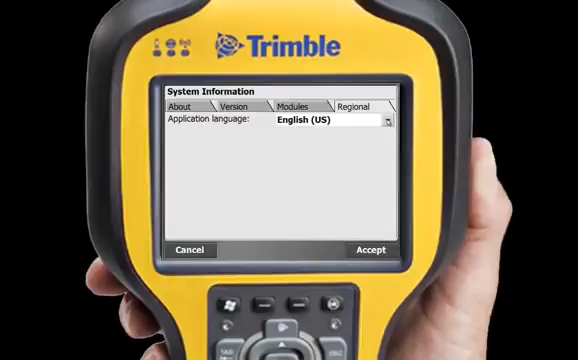 Trimble
System Information
About Version Modules Regional
Application language: English (US)
Cancel Accept